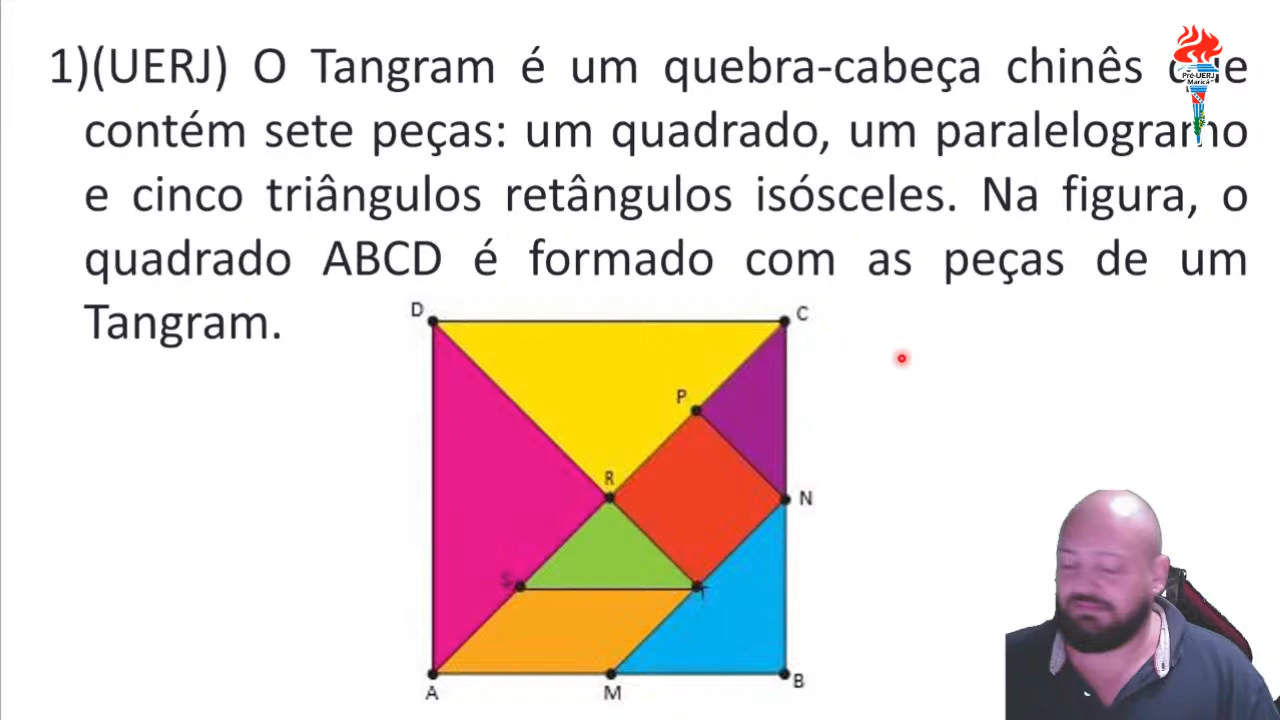 1)(UERJ) O Tangram é um quebra-cabeça chinês
Pré-UERJ
Maricá
contém sete peças: um quadrado, um paralelogramo
e cinco triângulos retângulos isósceles. Na figura, o
quadrado ABCD é formado com as peças de um
Tangram.
D
C
P
R
N
S
T
A
M
B